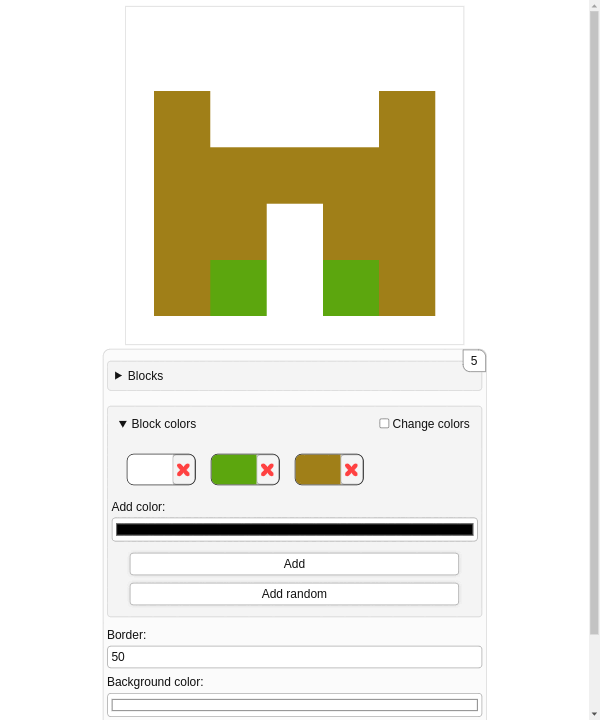 5
Blocks
Block colors
Change colors
Add color:
Add
Add random
Border:
50
Background color: